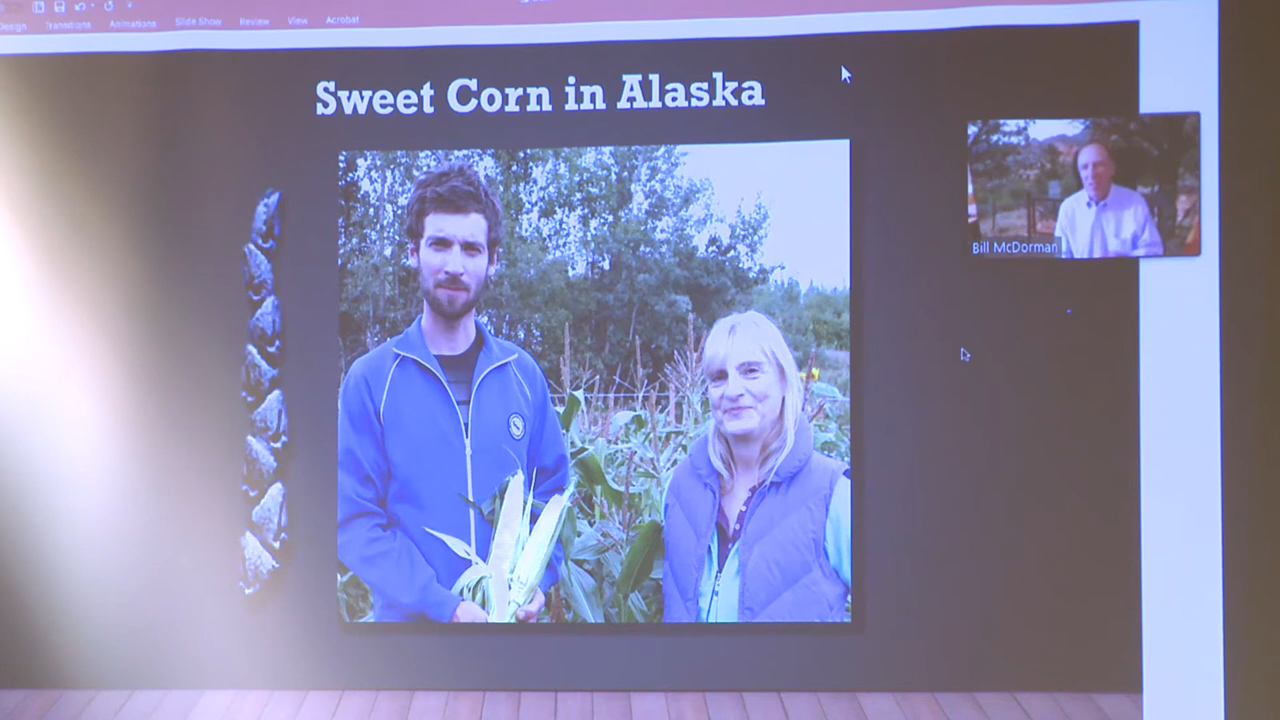 Design Transitions Animations Slide Show Review View Acrobat
Sweet Corn in Alaska
Bill McDorman